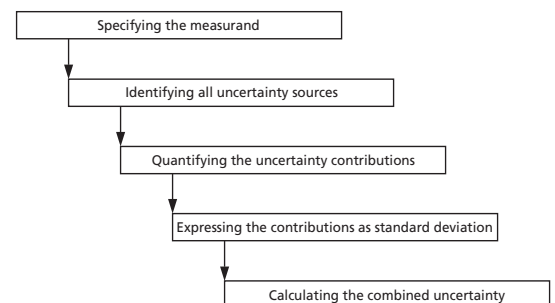 Specifying the measurand
Identifying all uncertainty sources
Quantifying the uncertainty contributions
Expressing the contributions as standard deviation
Calculating the combined uncertainty